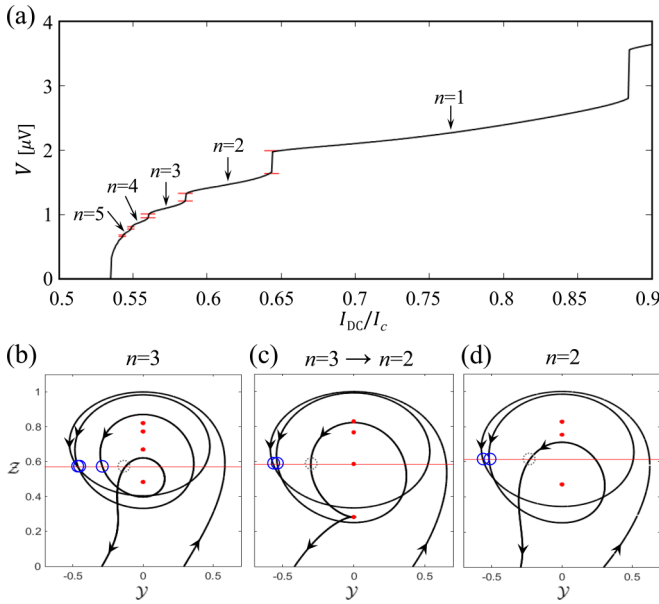 (a)
4
3
2
1
0
V [μV]
n=5
n=4
n=3
n=2
n=1
0.5 0.55 0.6 0.65 0.7 0.75 0.8 0.85 0.9
I_DC/I_c
(b) n=3 (c) n=3 → n=2 (d) n=2
1
0.8
0.6
0.4
0.2
0
z
-0.5 0 0.5
y
-0.5 0 0.5
y
-0.5 0 0.5
y